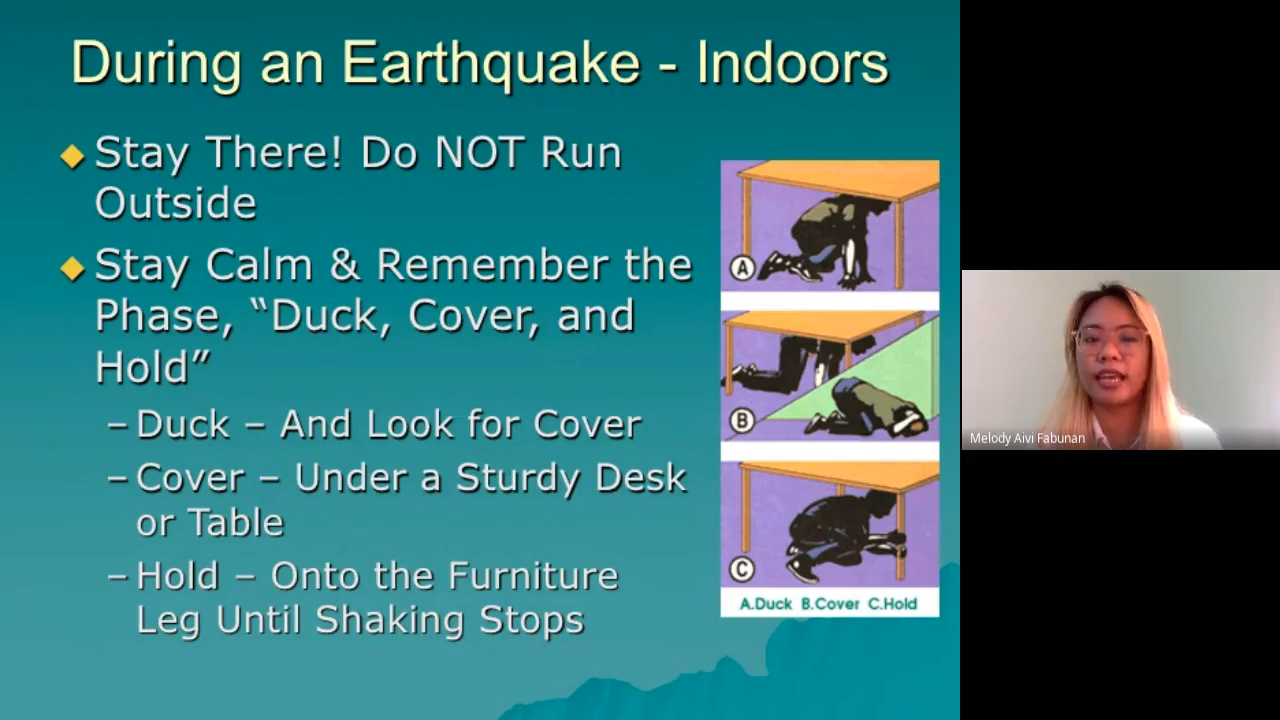 During an Earthquake - Indoors
Stay There! Do NOT Run
Outside
Stay Calm & Remember the
Phase, “Duck, Cover, and
Hold”
– Duck – And Look for Cover
– Cover – Under a Sturdy Desk
or Table
– Hold – Onto the Furniture
Leg Until Shaking Stops
A
B
C
A.Duck B.Cover C.Hold
Melody Aivi Fabunan